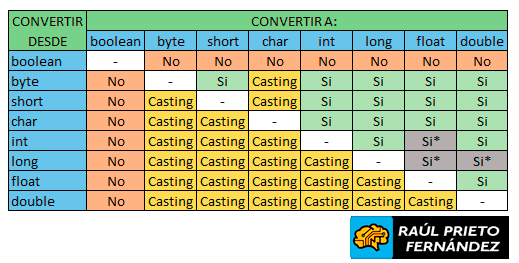 CONVERTIR CONVERTIR A:
DESDE boolean byte short char int long float double
boolean - No No No No No No No
byte No - Si Casting Si Si Si Si
short No Casting - Casting Si Si Si Si
char No Casting Casting - Si Si Si Si
int No Casting Casting Casting - Si Si* Si
long No Casting Casting Casting Casting - Si* Si*
float No Casting Casting Casting Casting Casting - Si
double No Casting Casting Casting Casting Casting Casting -
RAÚL PRIETO
FERNÁNDEZ